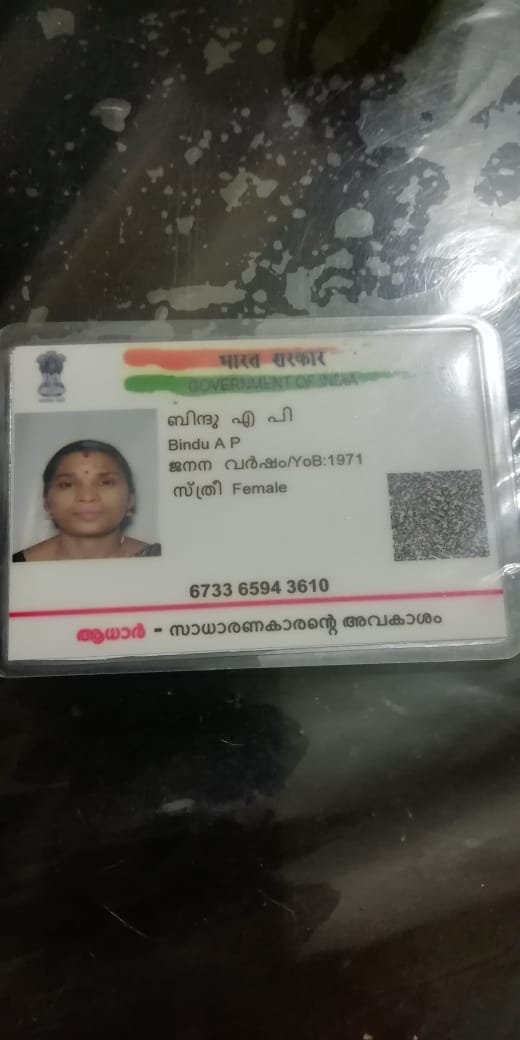 भारत सरकार
GOVERNMENT OF INDIA
ബിന്ദു എ പി
Bindu A P
ജനന വർഷം/YoB:1971
സ്ത്രീ Female
6733 6594 3610
ആധാർ - സാധാരണകാരന്റെ അവകാശം